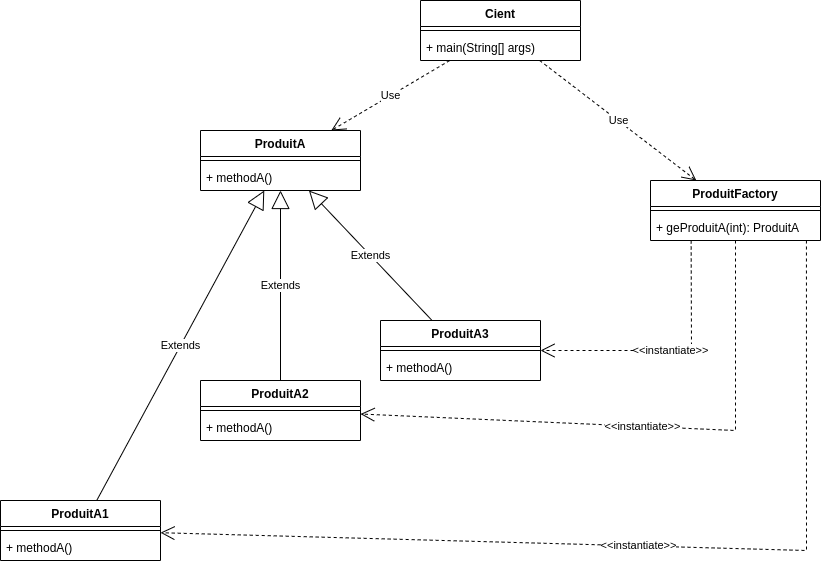 Cient
+ main(String[] args)
Use
Use
ProduitA
+ methodA()
ProduitFactory
+ geProduitA(int): ProduitA
Extends
Extends
Extends
ProduitA3
+ methodA()
<<instantiate>>
ProduitA2
+ methodA()
<<instantiate>>
ProduitA1
+ methodA()
<<instantiate>>